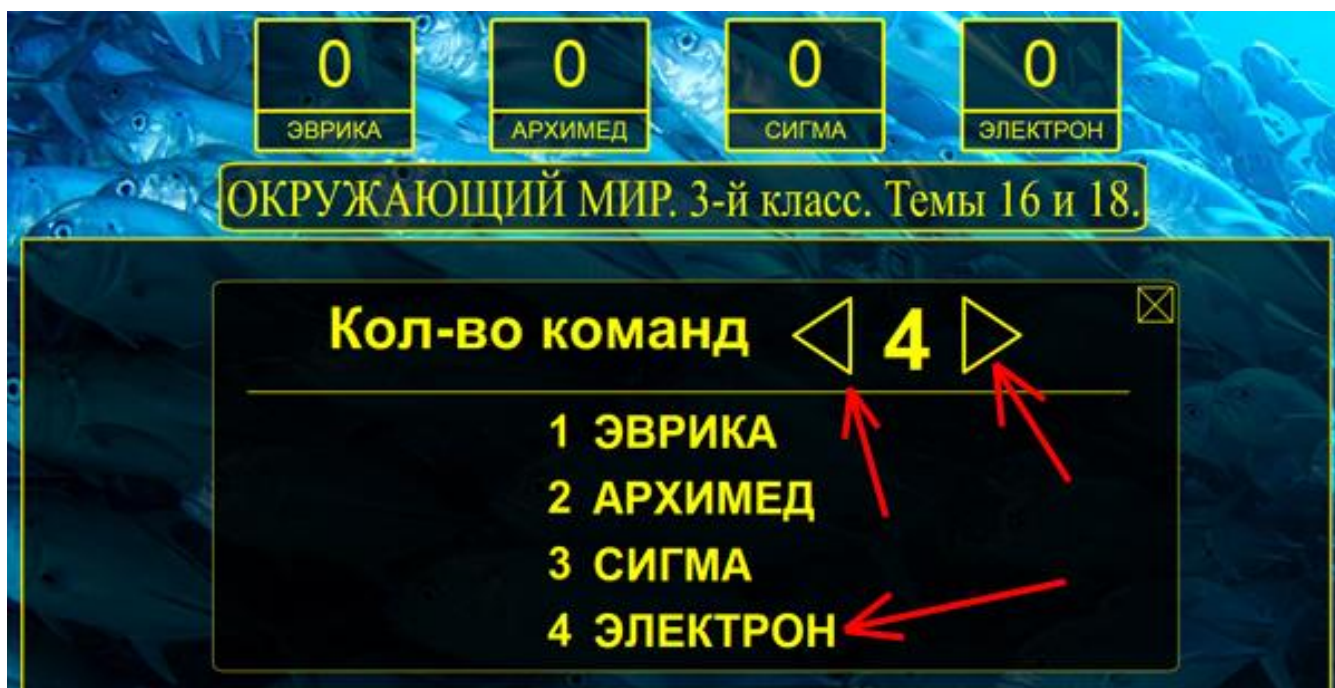 0 0 0 0
ЭВРИКА АРХИМЕД СИГМА ЭЛЕКТРОН
ОКРУЖАЮЩИЙ МИР. 3-й класс. Темы 16 и 18.
Кол-во команд 4
1 ЭВРИКА
2 АРХИМЕД
3 СИГМА
4 ЭЛЕКТРОН